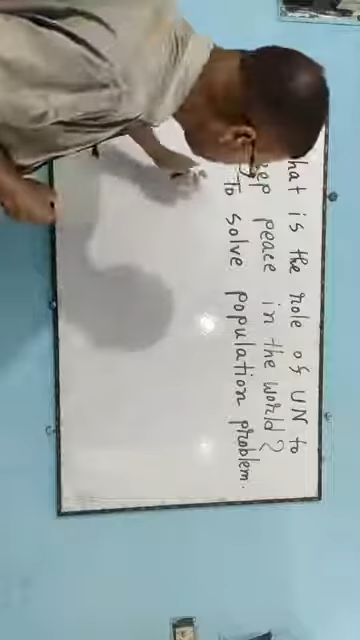 hat is the role of UN to
eep peace in the world?
To solve population problem.